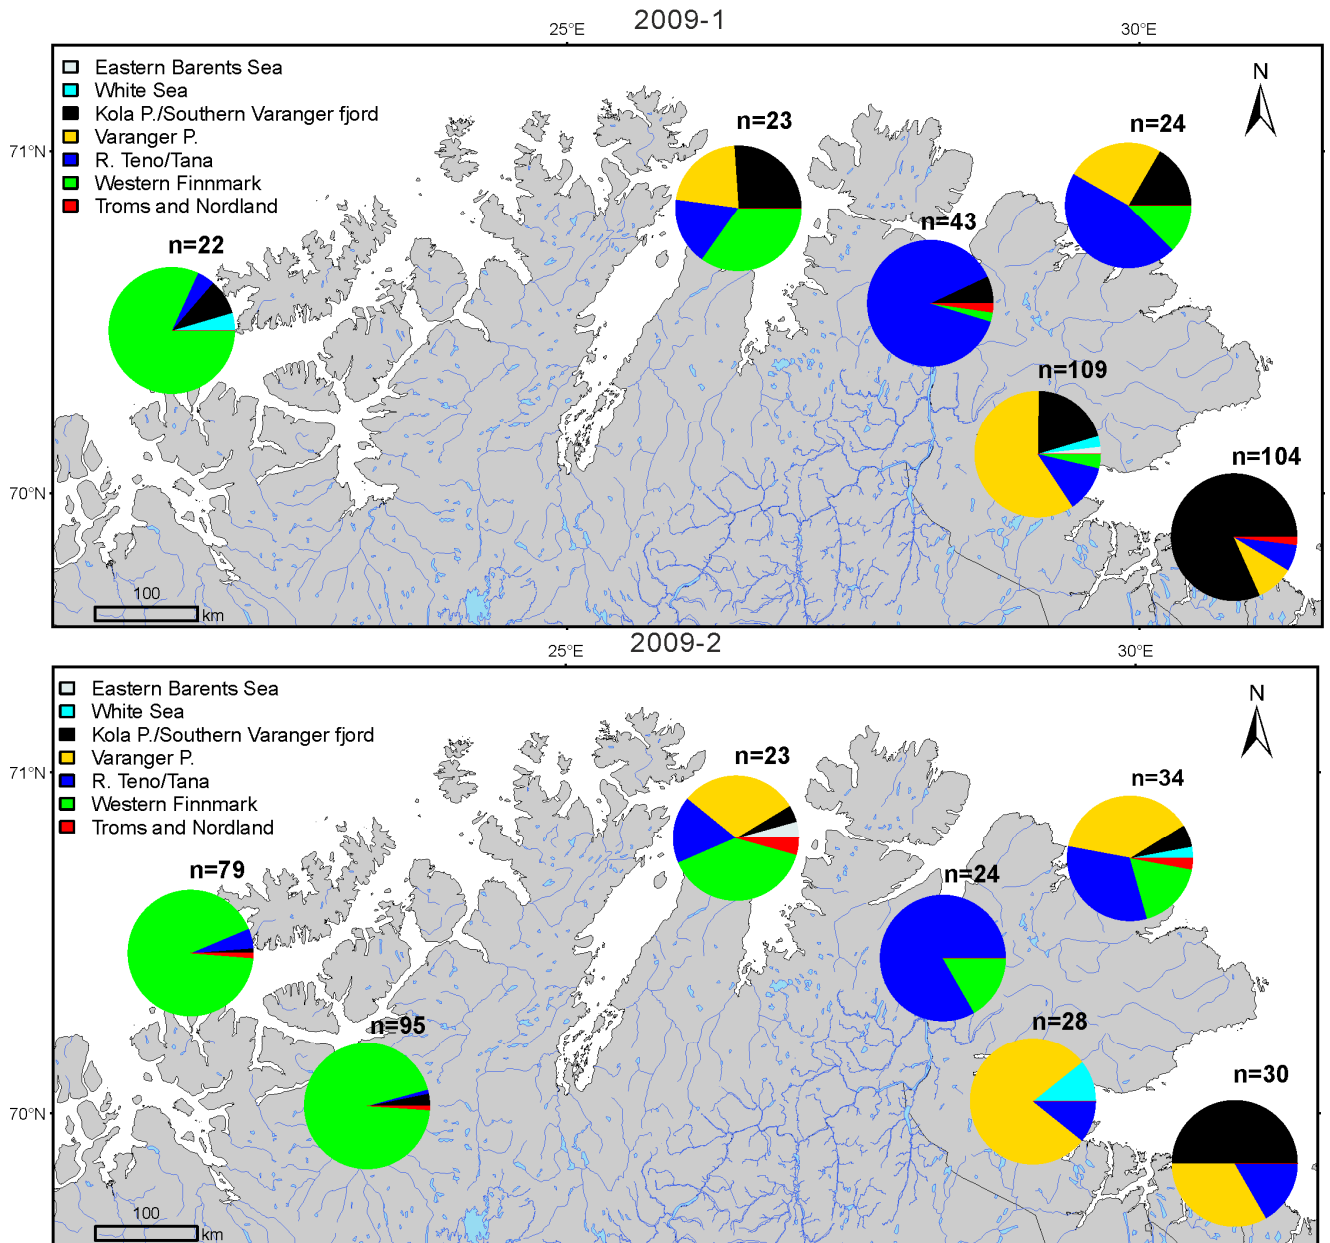 2009-1
25°E
30°E
Eastern Barents Sea
White Sea
Kola P./Southern Varanger fjord
Varanger P.
R. Teno/Tana
Western Finnmark
Troms and Nordland
N
71°N
n=23
n=24
n=43
n=22
n=109
n=104
70°N
100
km
2009-2
25°E
30°E
Eastern Barents Sea
White Sea
Kola P./Southern Varanger fjord
Varanger P.
R. Teno/Tana
Western Finnmark
Troms and Nordland
N
71°N
n=23
n=34
n=79
n=24
n=95
n=28
n=30
70°N
100
km